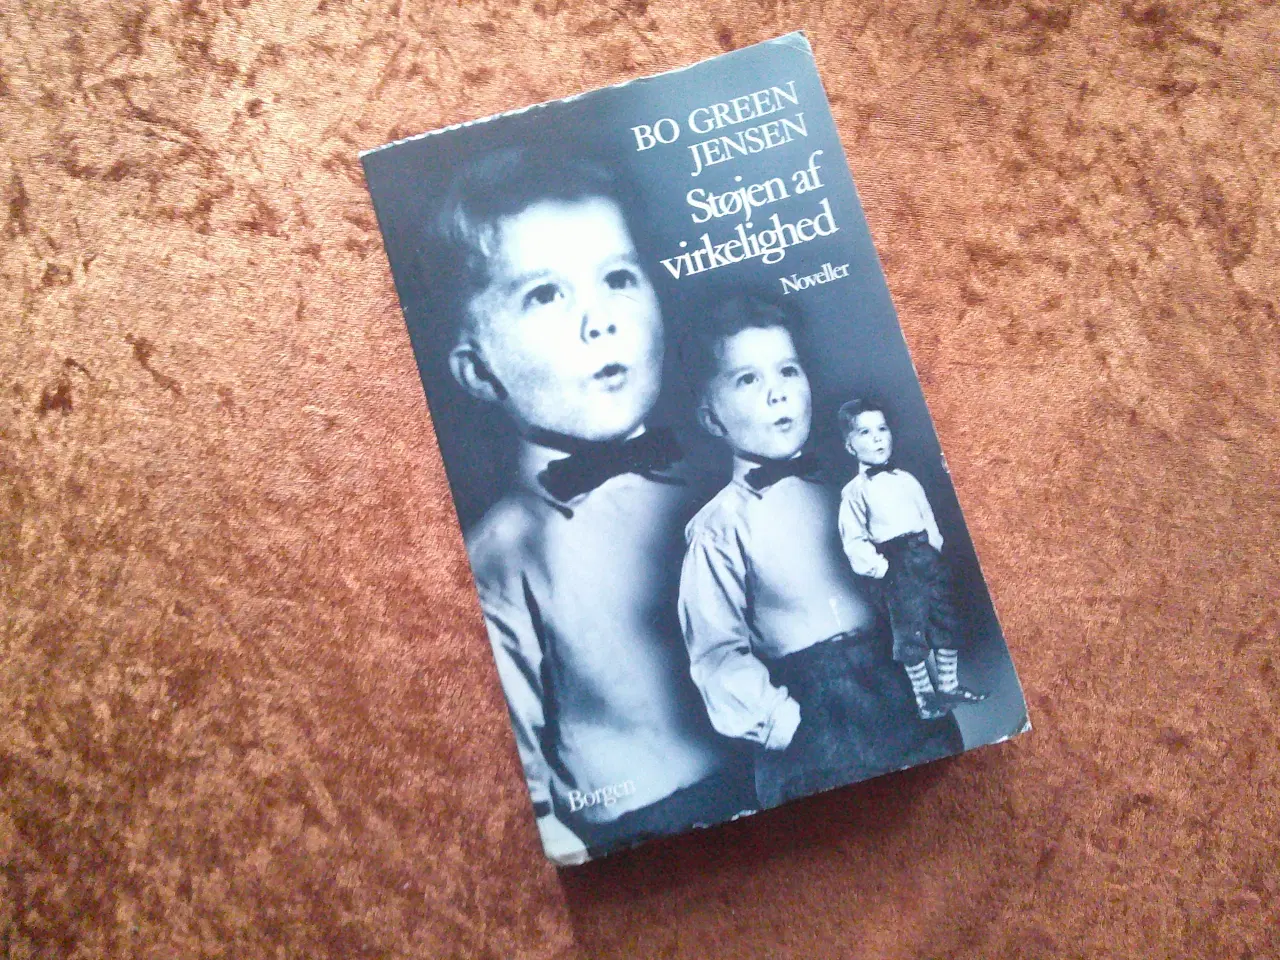 BO GREEN
JENSEN
Støjen af
virkelighed
Noveller
Borgen